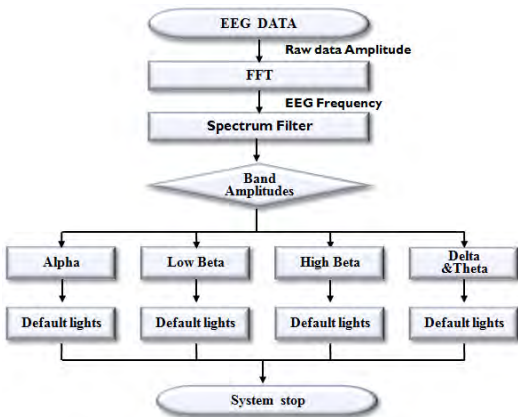 EEG DATA
Raw data Amplitude
FFT
EEG Frequency
Spectrum Filter
Band
Amplitudes
Alpha
Low Beta
High Beta
Delta
&Theta
Default lights
Default lights
Default lights
Default lights
System stop